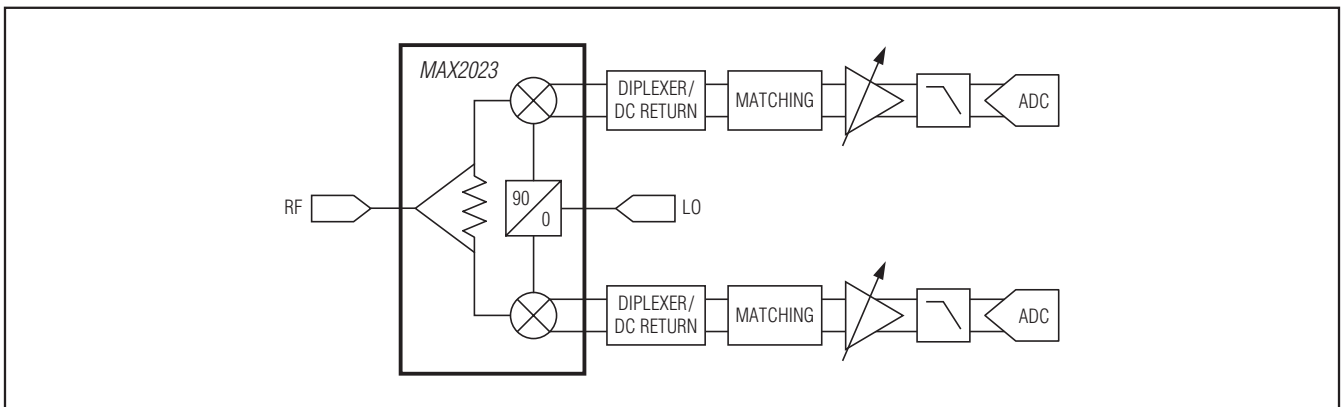 MAX2023
DIPLEXER/
DC RETURN
MATCHING
ADC
RF
90
0
LO
DIPLEXER/
DC RETURN
MATCHING
ADC